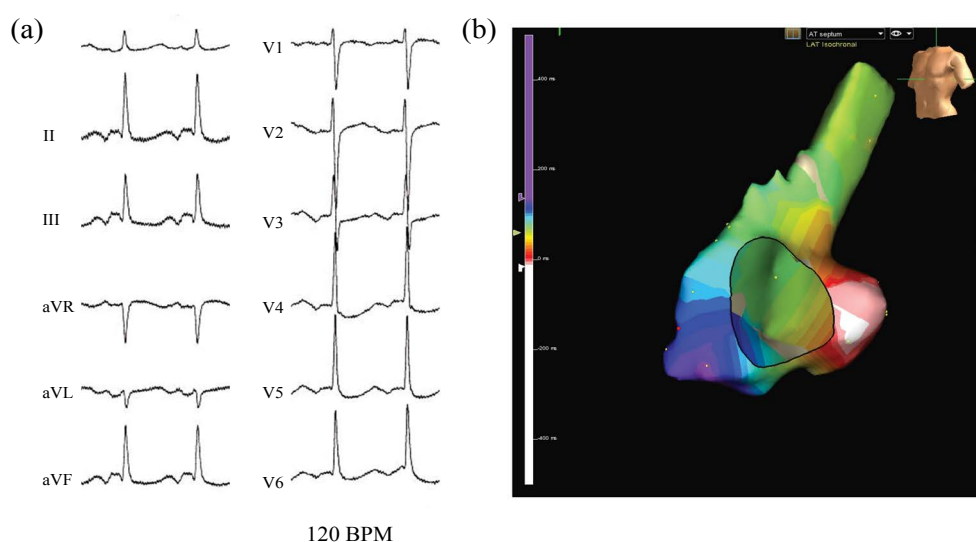 (a)
II
III
aVR
aVL
aVF
V1
V2
V3
V4
V5
V6
120 BPM
(b)
AT septum
LAT Isochronal
400 ms
200 ms
0 ms
-200 ms
-400 ms